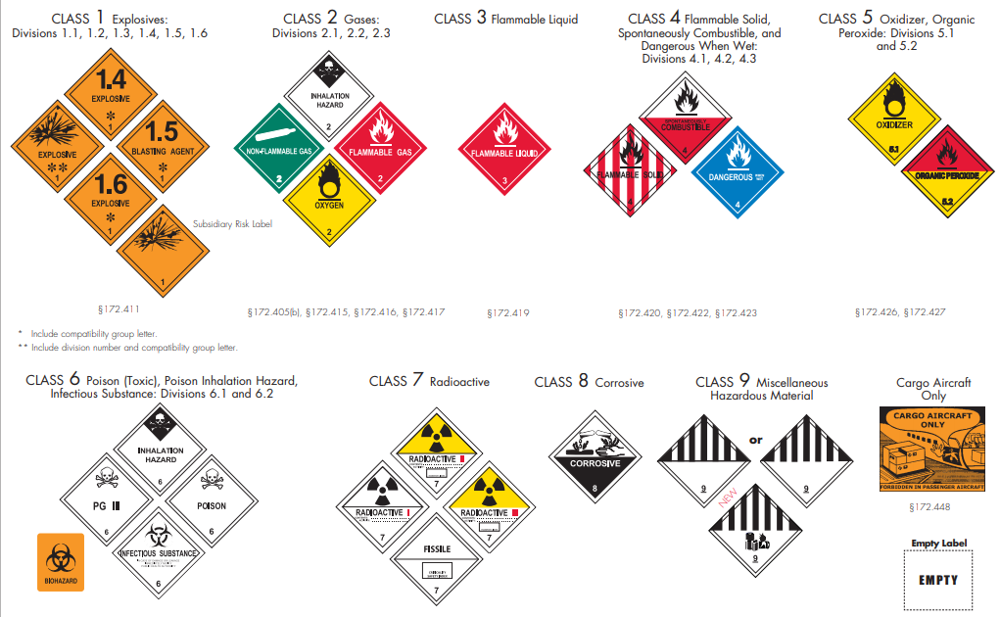 CLASS 1 Explosives:
Divisions 1.1, 1.2, 1.3, 1.4, 1.5, 1.6
1.4
EXPLOSIVE
*
1
EXPLOSIVE
**
1
1.5
BLASTING AGENT
*
1
1.6
EXPLOSIVE
*
1
Subsidiary Risk Label
1
§172.411
CLASS 2 Gases:
Divisions 2.1, 2.2, 2.3
INHALATION
HAZARD
2
NON-FLAMMABLE GAS
2
FLAMMABLE GAS
2
OXYGEN
2
§172.405(b), §172.415, §172.416, §172.417
CLASS 3 Flammable Liquid
FLAMMABLE LIQUID
3
§172.419
CLASS 4 Flammable Solid,
Spontaneously Combustible, and
Dangerous When Wet:
Divisions 4.1, 4.2, 4.3
SPONTANEOUSLY
COMBUSTIBLE
4
FLAMMABLE SOLID
4
DANGEROUS WHEN WET
4
§172.420, §172.422, §172.423
CLASS 5 Oxidizer, Organic
Peroxide: Divisions 5.1
and 5.2
OXIDIZER
5.1
ORGANIC PEROXIDE
5.2
§172.426, §172.427
* Include compatibility group letter.
** Include division number and compatibility group letter.
CLASS 6 Poison (Toxic), Poison Inhalation Hazard,
Infectious Substance: Divisions 6.1 and 6.2
INHALATION
HAZARD
6
PG III
6
POISON
6
INFECTIOUS SUBSTANCE
6
BIOHAZARD
CLASS 7 Radioactive
RADIOACTIVE II
7
RADIOACTIVE I
7
RADIOACTIVE III
7
FISSILE
CRITICALITY
SAFETY INDEX
7
CLASS 8 Corrosive
CORROSIVE
8
CLASS 9 Miscellaneous
Hazardous Material
9
or
9
NEW
9
Cargo Aircraft
Only
CARGO AIRCRAFT
ONLY
FORBIDDEN IN PASSENGER AIRCRAFT
§172.448
Empty Label
EMPTY